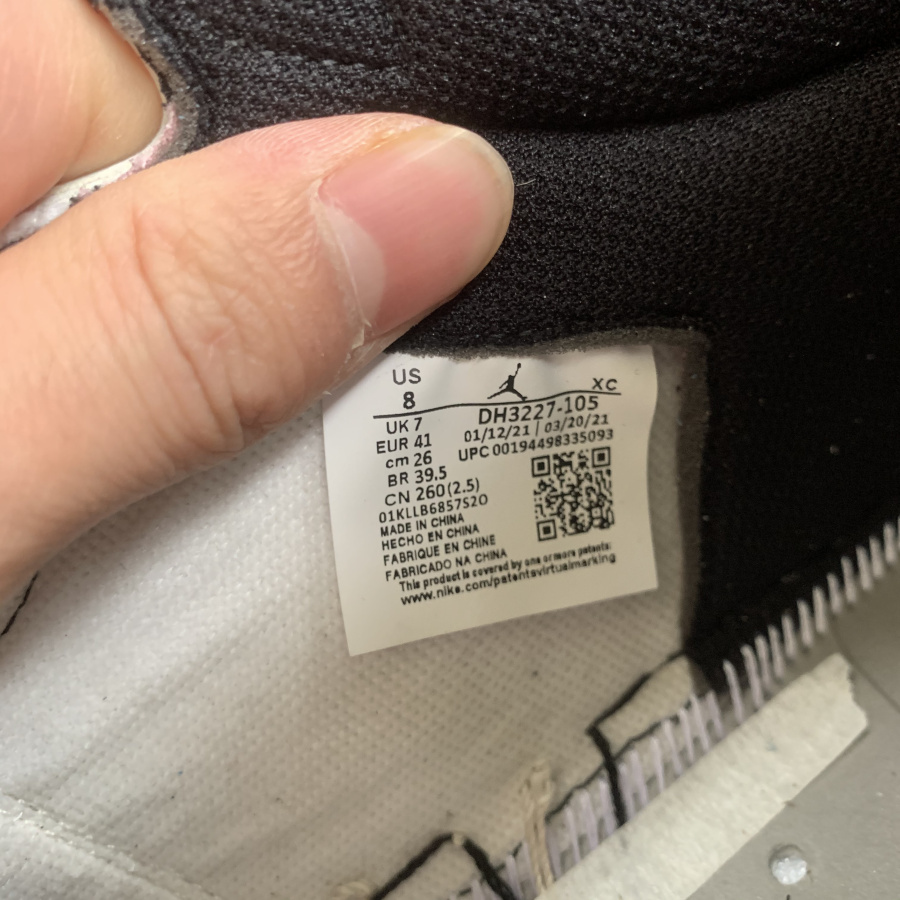 US
8
XC
UK 7
DH3227-105
EUR 41
01/12/21 | 03/20/21
cm 26
UPC 00194498335093
BR 39.5
CN 260(2.5)
01KLLB6857S2O
MADE IN CHINA
HECHO EN CHINA
FABRIQUE EN CHINE
FABRICADO NA CHINA
This product is covered by one or more patents:
www.nike.com/patentsvirtualmarking